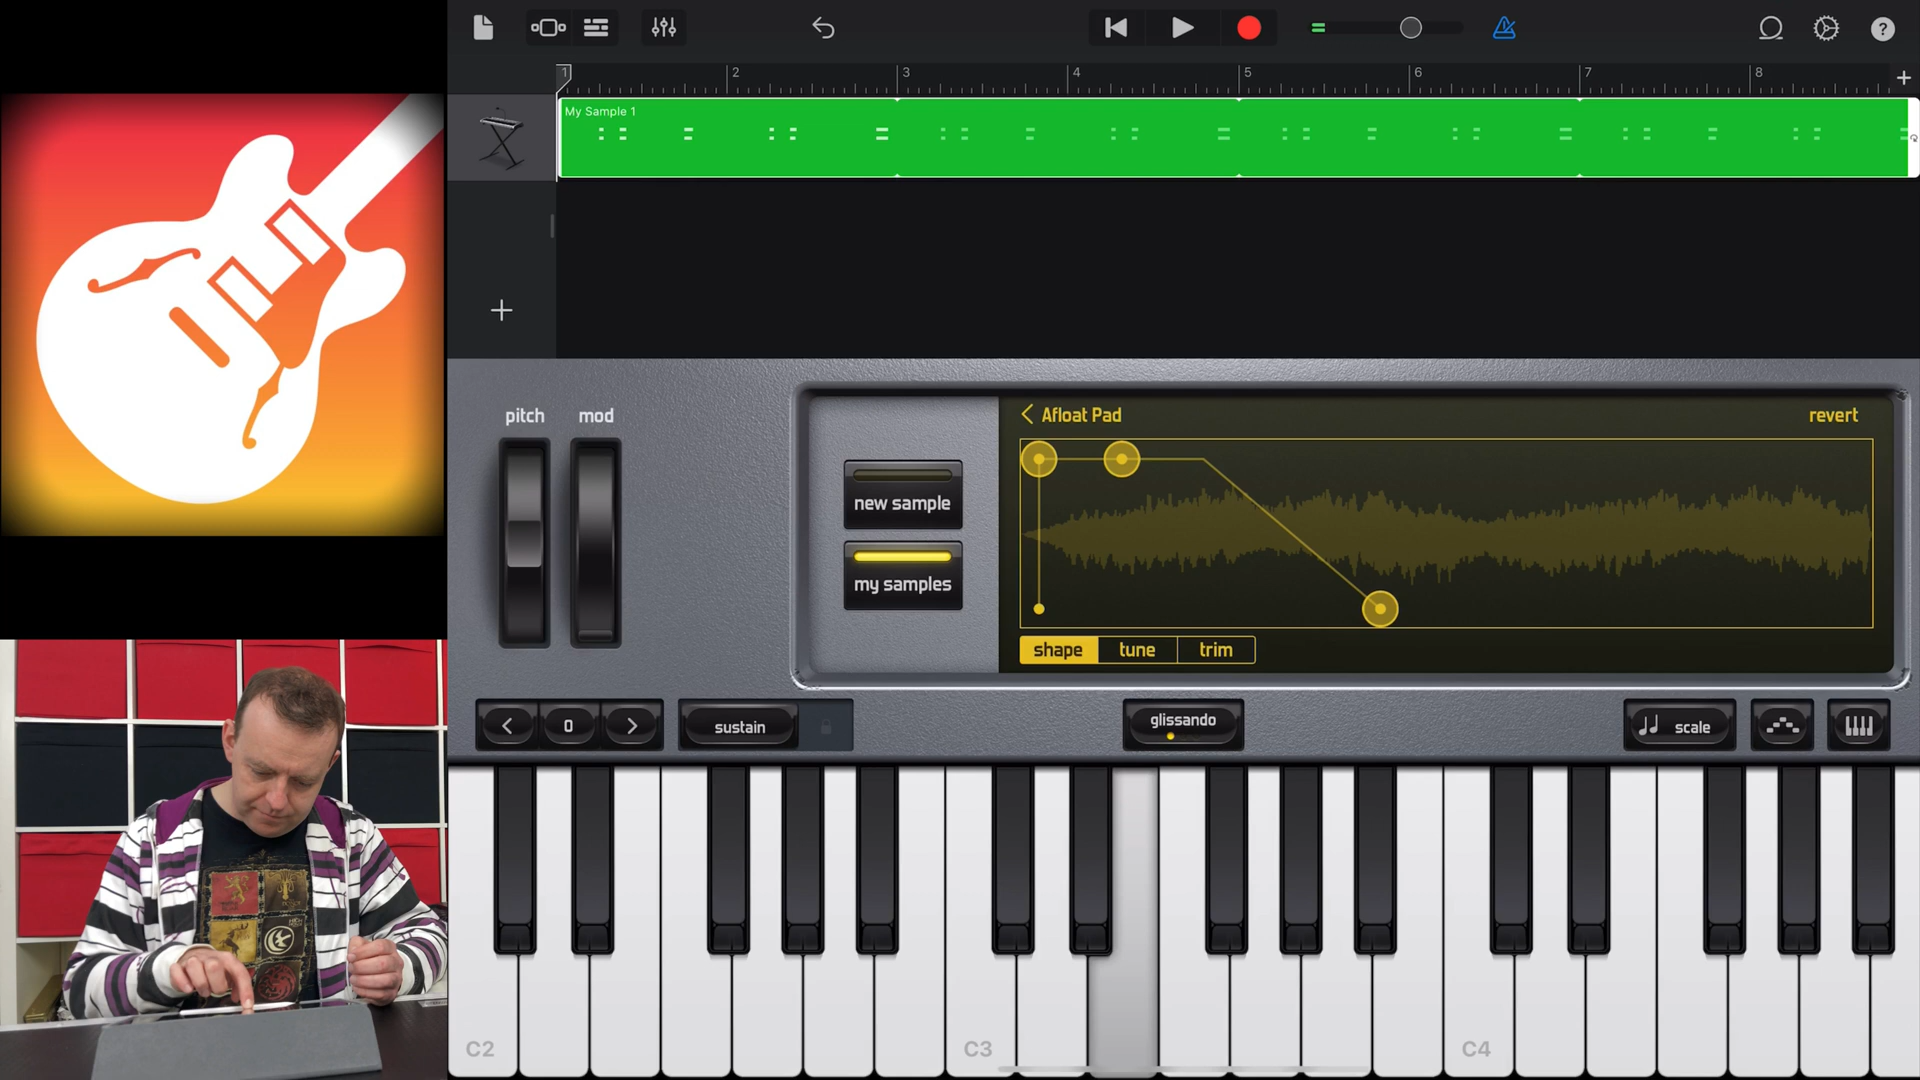 1 2 3 4 5 6 7 8
My Sample 1
pitch mod
Afloat Pad revert
new sample
my samples
shape tune trim
0 sustain glissando scale
C2 C3 C4